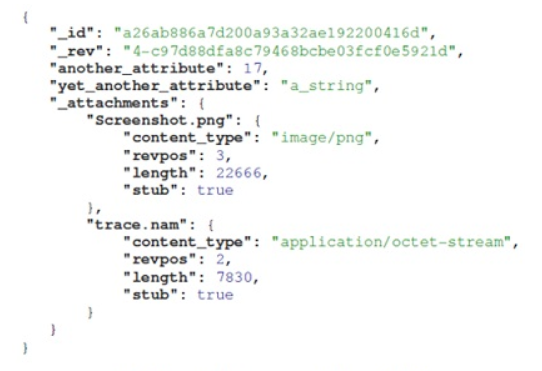 {
"_id": "a26ab886a7d200a93a32ae192200416d",
"_rev": "4-c97d88dfa8c79468bcbe03fcf0e5921d",
"another_attribute": 17,
"yet_another_attribute": "a_string",
"_attachments": {
"Screenshot.png": {
"content_type": "image/png",
"revpos": 3,
"length": 22666,
"stub": true
},
"trace.nam": {
"content_type": "application/octet-stream",
"revpos": 2,
"length": 7830,
"stub": true
}
}
}